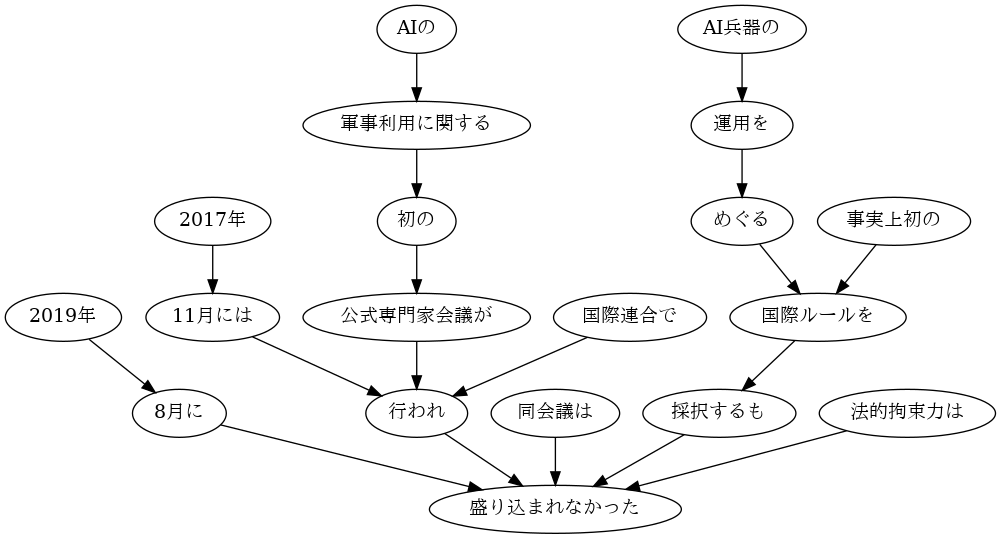 AIの
AI兵器の
軍事利用に関する
運用を
2017年
初の
めぐる
事実上初の
2019年
11月には
公式専門家会議が
国際連合で
国際ルールを
8月に
行われ
同会議は
採択するも
法的拘束力は
盛り込まれなかった